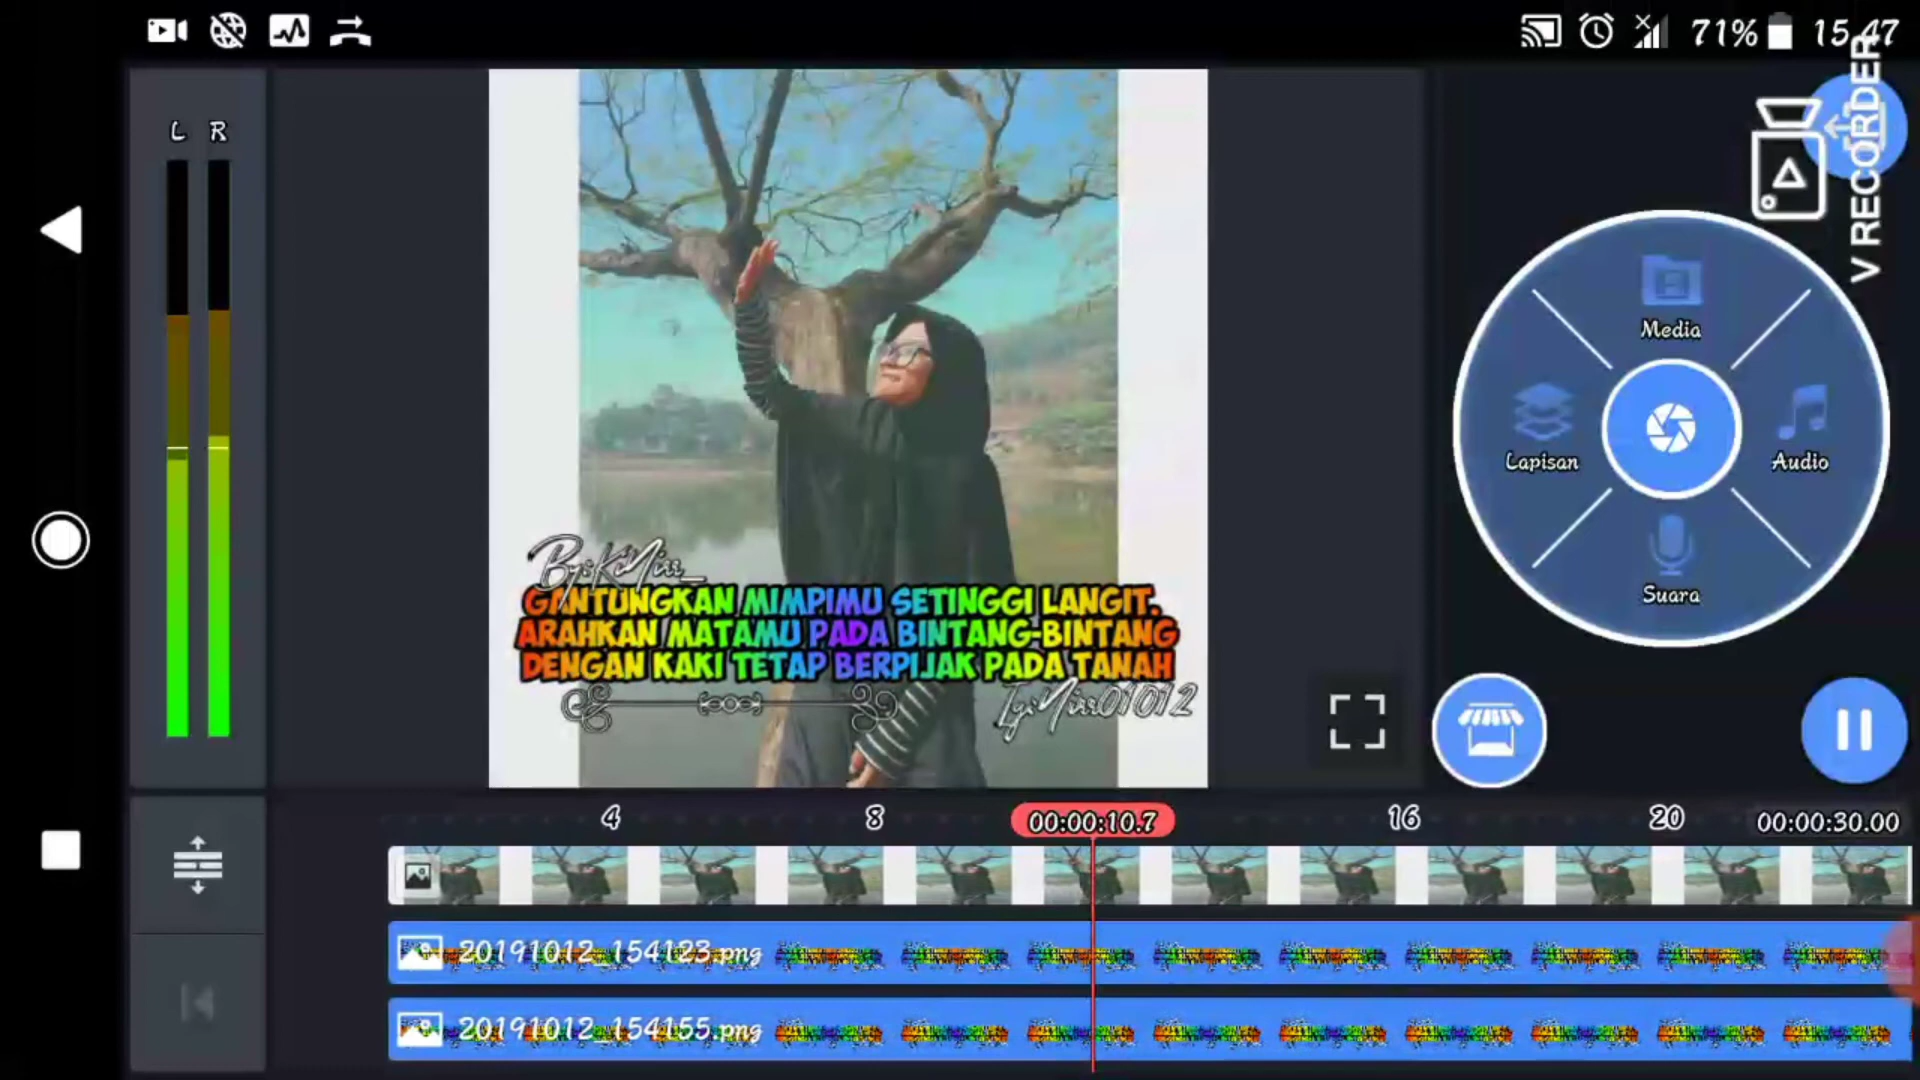 71% 15.47
V RECORDER
L R
Media
Lapisan
Audio
Suara
GANTUNGKAN MIMPIMU SETINGGI LANGIT.
ARAHKAN MATAMU PADA BINTANG-BINTANG
DENGAN KAKI TETAP BERPIJAK PADA TANAH
4 8 00:00:10.7 16 20 00:00:30.00
20191012_154123.png
20191012_154155.png